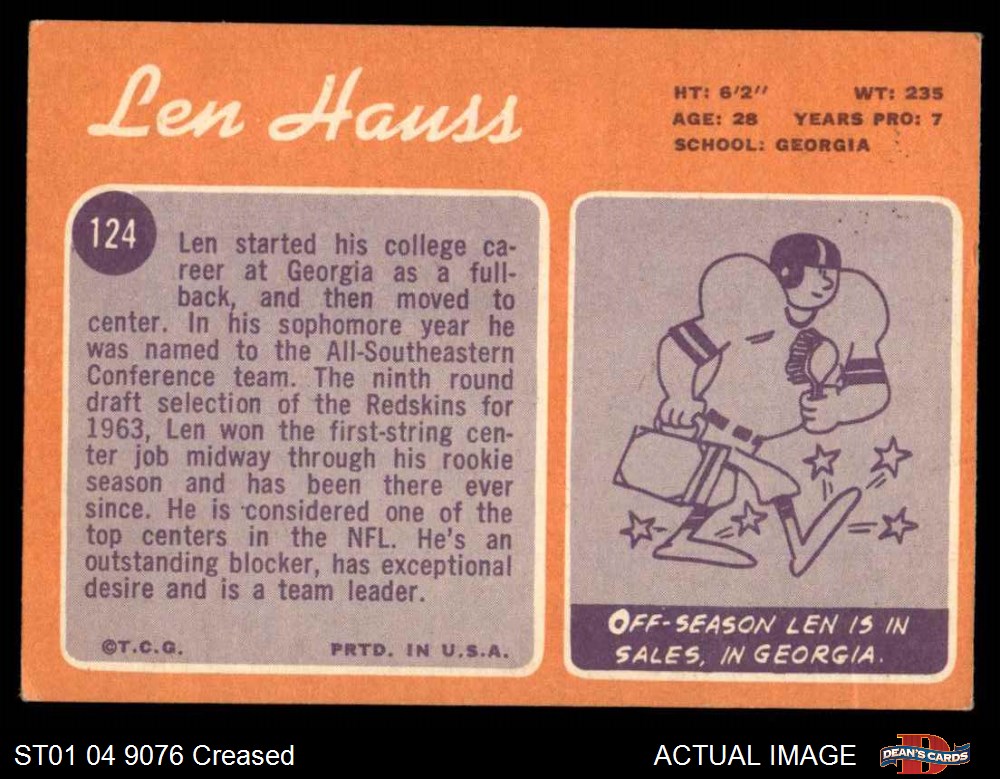 Len Hauss
HT: 6'2" WT: 235
AGE: 28 YEARS PRO: 7
SCHOOL: GEORGIA
124
Len started his college ca-
reer at Georgia as a full-
back, and then moved to
center. In his sophomore year he
was named to the All-Southeastern
Conference team. The ninth round
draft selection of the Redskins for
1963, Len won the first-string cen-
ter job midway through his rookie
season and has been there ever
since. He is considered one of the
top centers in the NFL. He's an
outstanding blocker, has exceptional
desire and is a team leader.
©T.C.G. PRTD. IN U.S.A.
OFF-SEASON LEN IS IN
SALES, IN GEORGIA.
ST01 04 9076 Creased
ACTUAL IMAGE
D
DEAN'S CARDS